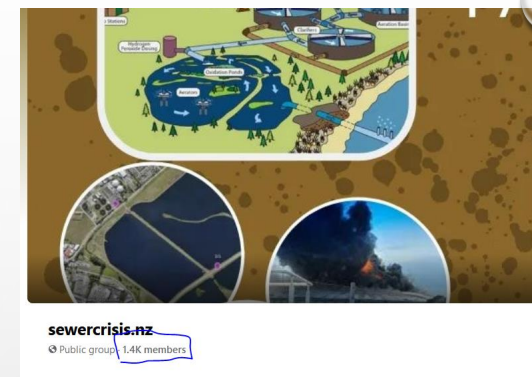 Stations
Clarifiers
Aeration Basin
Hydrogen
Peroxide Dosing
Oxidation Ponds
Aerators
sewercrisis.nz
Public group · 1.4K members